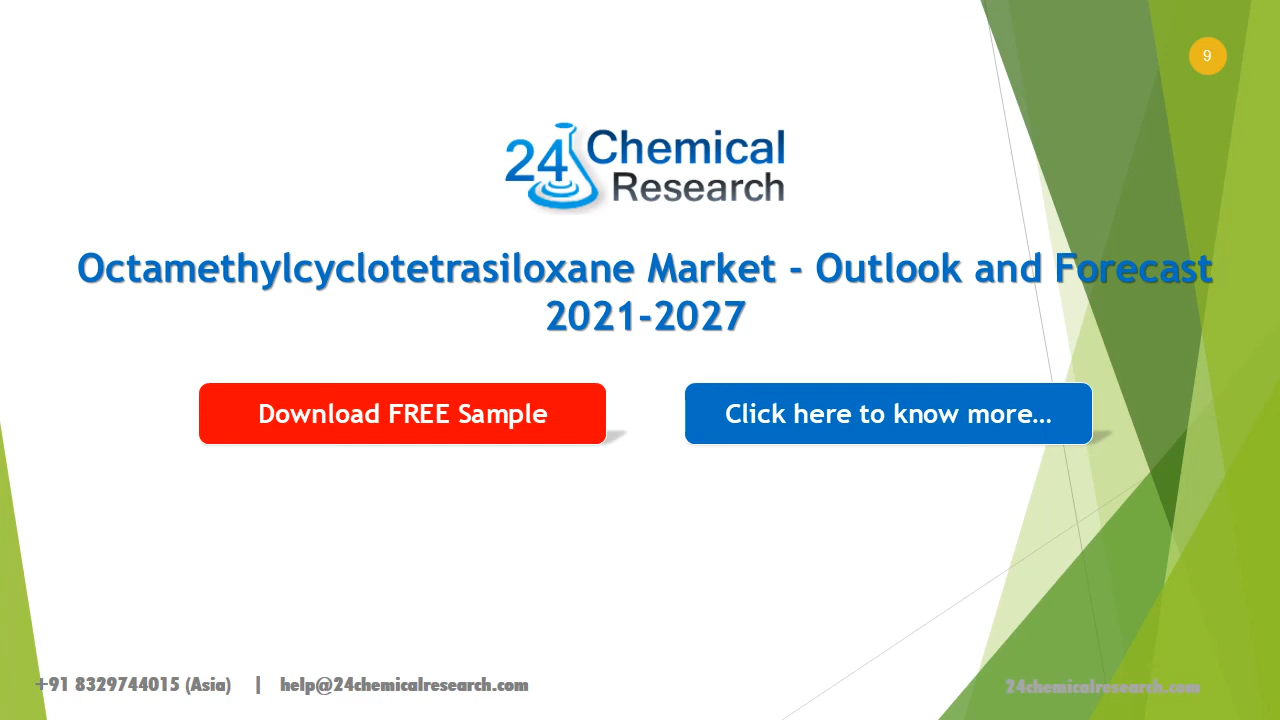 9
24 Chemical
Research
Octamethylcyclotetrasiloxane Market - Outlook and Forecast
2021-2027
Download FREE Sample
Click here to know more...
+91 8329744015 (Asia) | help@24chemicalresearch.com
24chemicalresearch.com